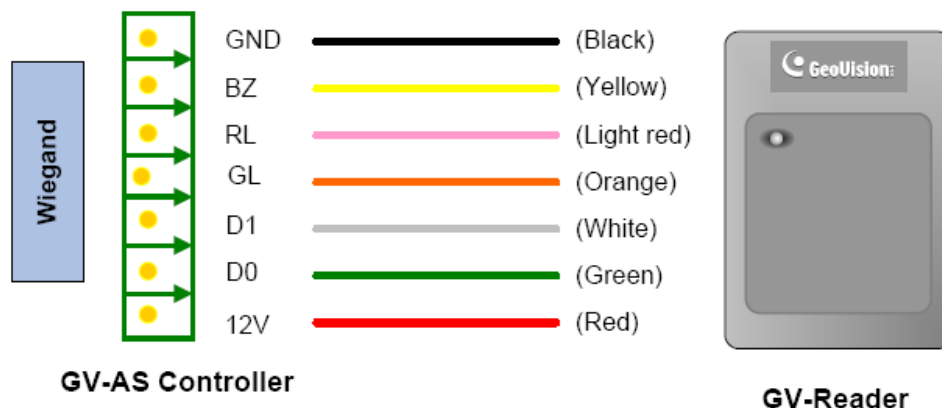 GND (Black)
BZ (Yellow)
RL (Light red)
GL (Orange)
D1 (White)
D0 (Green)
12V (Red)
Wiegand
GeoVision
GV-AS Controller
GV-Reader